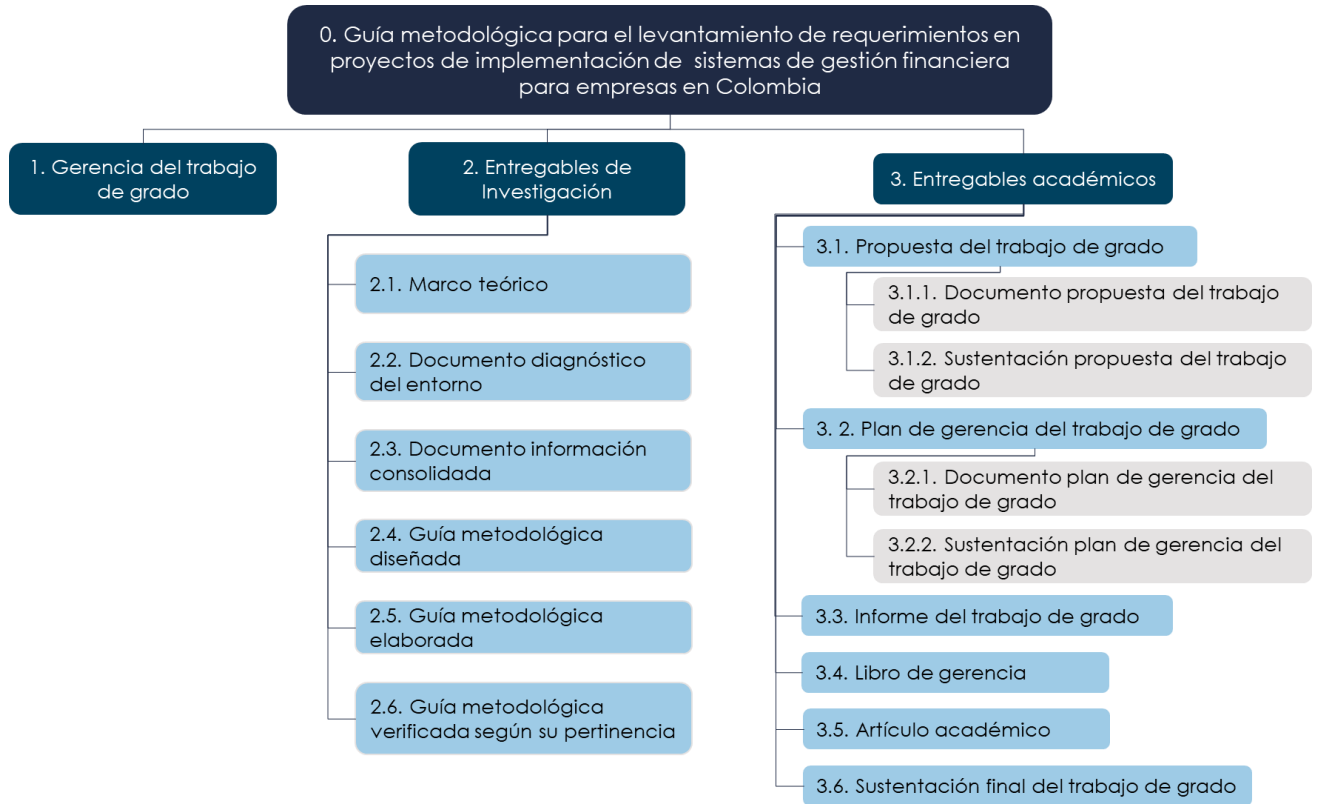 0. Guía metodológica para el levantamiento de requerimientos en
proyectos de implementación de sistemas de gestión financiera
para empresas en Colombia
1. Gerencia del trabajo
de grado
2. Entregables de
Investigación
2.1. Marco teórico
2.2. Documento diagnóstico
del entorno
2.3. Documento información
consolidada
2.4. Guía metodológica
diseñada
2.5. Guía metodológica
elaborada
2.6. Guía metodológica
verificada según su pertinencia
3. Entregables académicos
3.1. Propuesta del trabajo de grado
3.1.1. Documento propuesta del trabajo
de grado
3.1.2. Sustentación propuesta del trabajo
de grado
3. 2. Plan de gerencia del trabajo de grado
3.2.1. Documento plan de gerencia del
trabajo de grado
3.2.2. Sustentación plan de gerencia del
trabajo de grado
3.3. Informe del trabajo de grado
3.4. Libro de gerencia
3.5. Artículo académico
3.6. Sustentación final del trabajo de grado